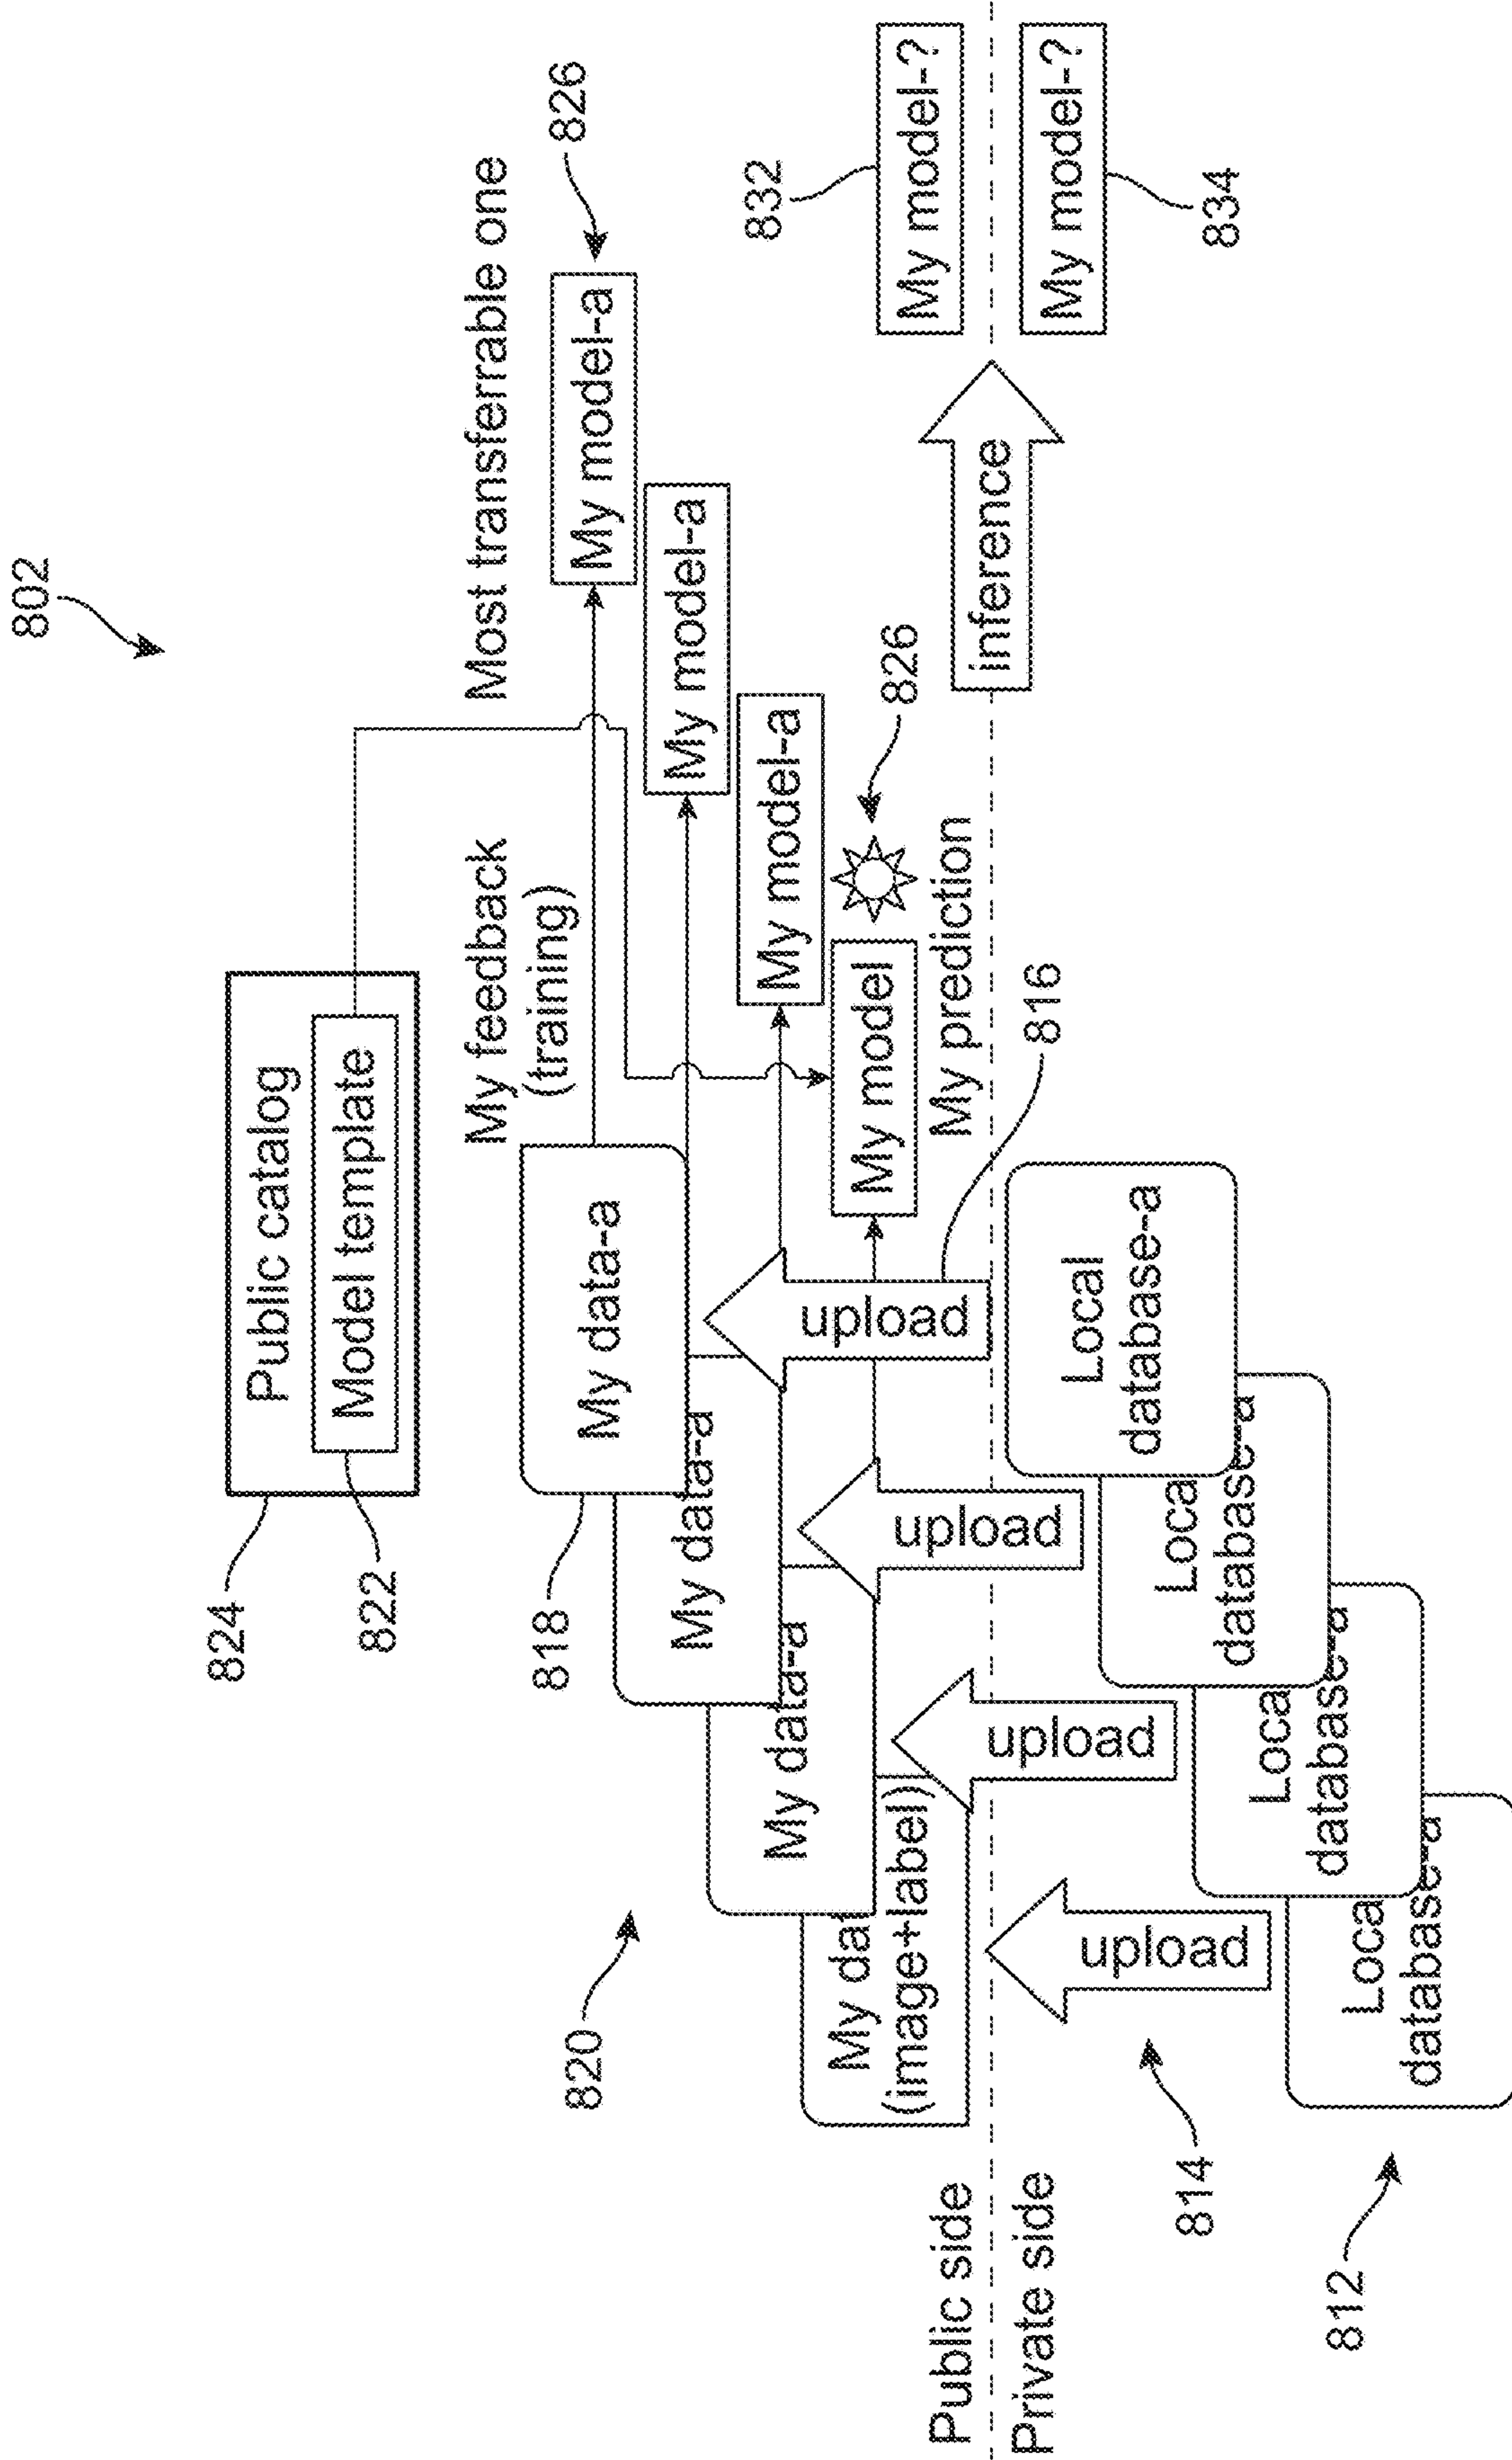 802
824
Public catalog
822
Model template
Most transferrable one
My feedback
(training)
826
818
My data-a
My model-a
820
My data-a
My model-a
My data-a
My model-a
My dat
(image+label)
My model
826
My prediction
832
My model-?
Public side
Private side
inference
My model-?
834
816
upload
upload
upload
upload
814
812
Local
database-a
Loca
database-a
Loca
database-a
Loca
database-a